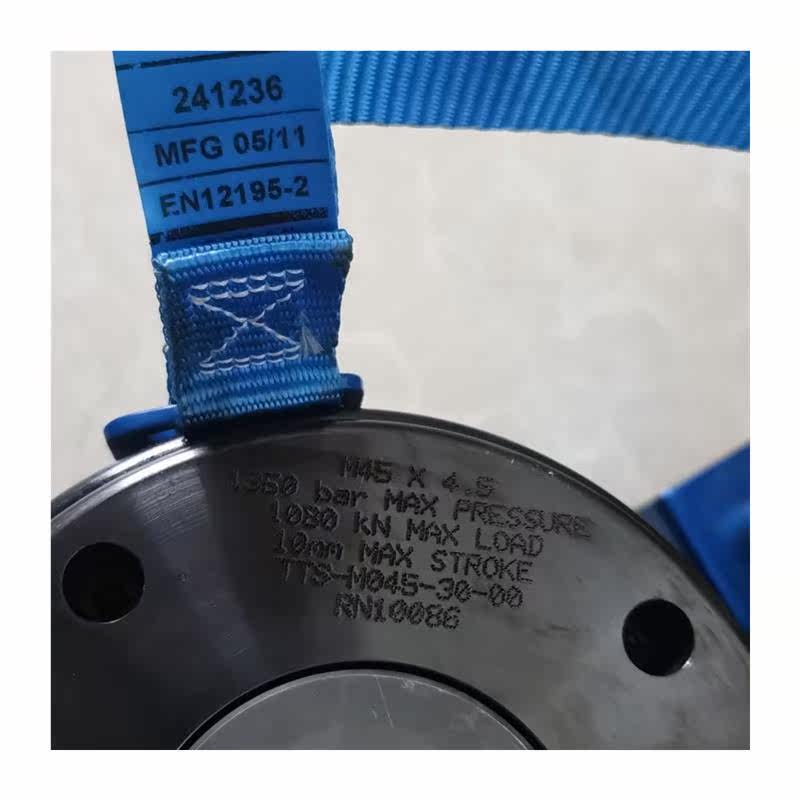 241236
MFG 05/11
EN12195-2
M45 X 4.5
1350 bar MAX PRESSURE
1080 kN MAX LOAD
10mm MAX STROKE
TTS-M045-30-00
RN10086